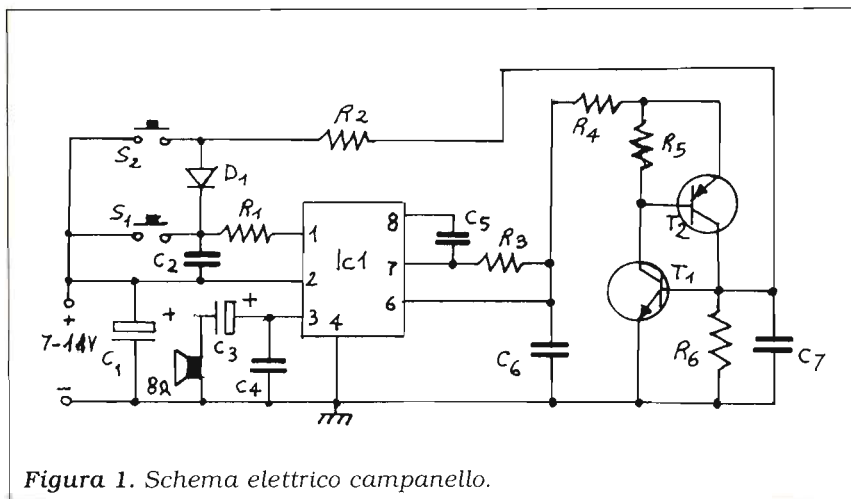 R2
R4
S2
R5
D1
S1
R1
8
C5
T2
1
Ic1
R3
C2
7
2
T1
6
+
+
+
3
4
7-14V
C1
C3
C4
C6
R6
C7
8Ω
-
Figura 1. Schema elettrico campanello.